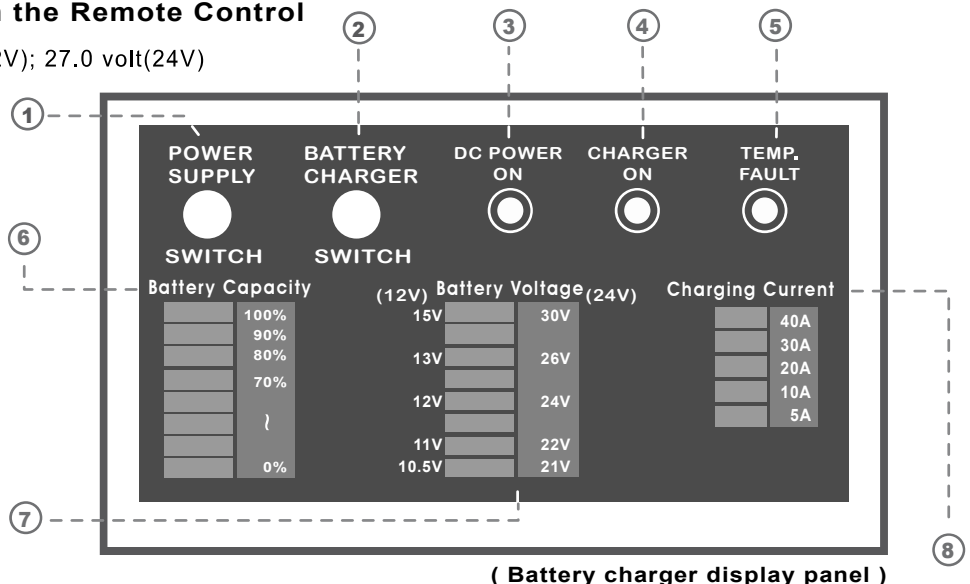 the Remote Control
27.0 volt(24V)
1
2
3
4
5
6
7
8
POWER SUPPLY
SWITCH
BATTERY CHARGER
SWITCH
DC POWER ON
CHARGER ON
TEMP. FAULT
Battery Capacity
100%
90%
80%
70%
~
0%
(12V) Battery Voltage (24V)
15V 30V
13V 26V
12V 24V
11V 22V
10.5V 21V
Charging Current
40A
30A
20A
10A
5A
( Battery charger display panel )